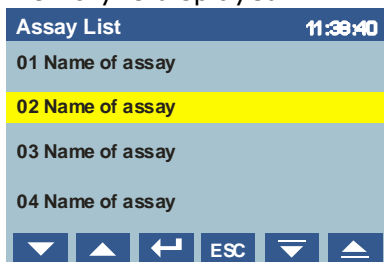 Assay List 11:38:40
01 Name of assay
02 Name of assay
03 Name of assay
04 Name of assay
ESC